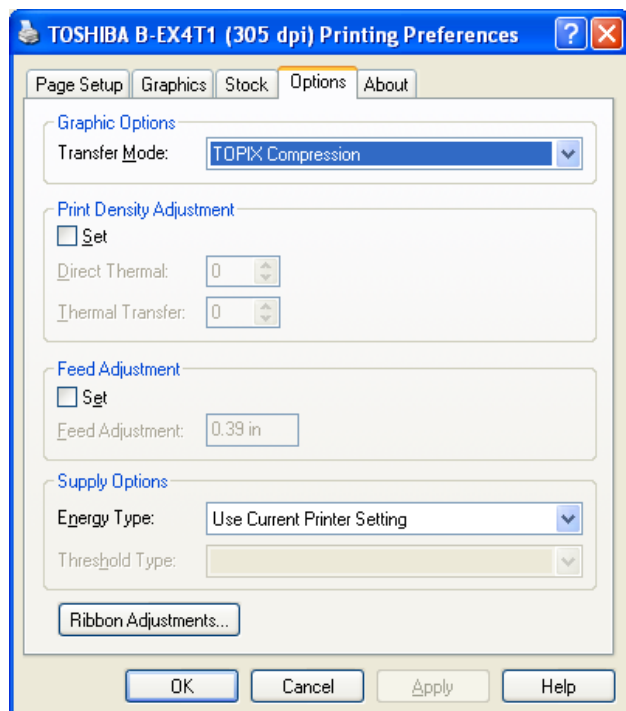 TOSHIBA B-EX4T1 (305 dpi) Printing Preferences ?
Page Setup Graphics Stock Options About
Graphic Options
Transfer Mode: TOPIX Compression
Print Density Adjustment
Set
Direct Thermal: 0
Thermal Transfer: 0
Feed Adjustment
Set
Feed Adjustment: 0.39 in
Supply Options
Energy Type: Use Current Printer Setting
Threshold Type:
Ribbon Adjustments...
OK Cancel Apply Help